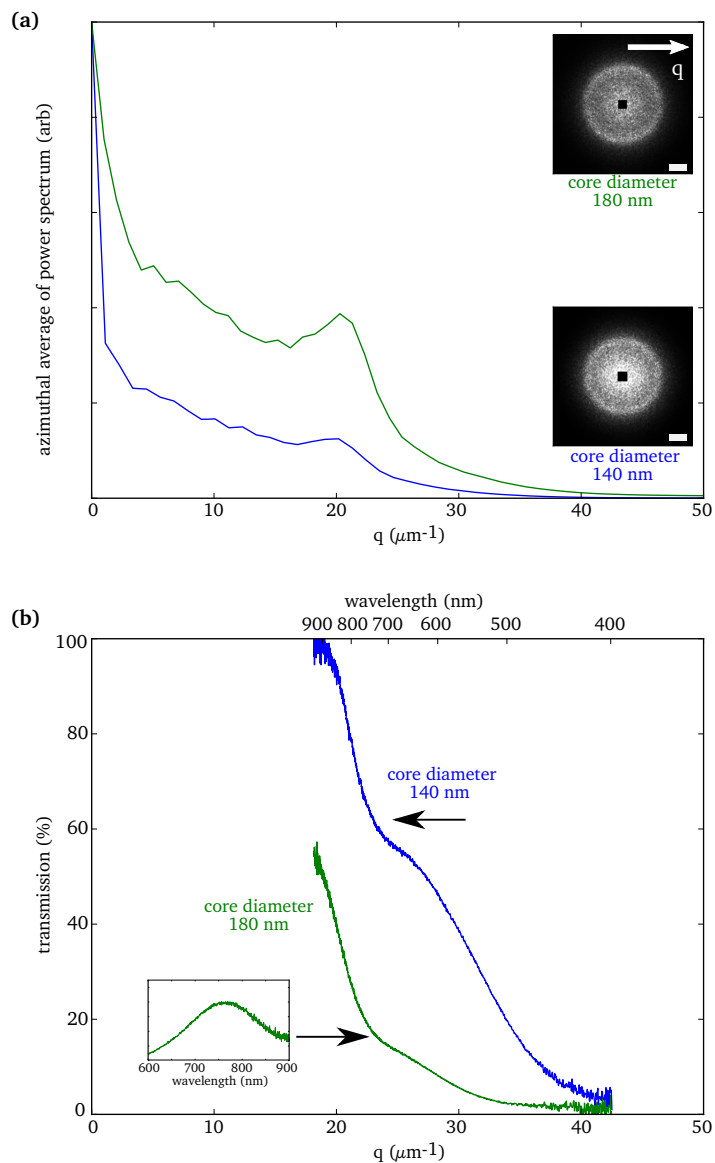 (a)
azimuthal average of power spectrum (arb)
q
core diameter
180 nm
core diameter
140 nm
0 10 20 30 40 50
q (μm-1)
(b)
wavelength (nm)
900 800 700 600 500 400
100
80
60
40
20
0
transmission (%)
core diameter
140 nm
core diameter
180 nm
600 700 800 900
wavelength (nm)
0 10 20 30 40 50
q (μm-1)